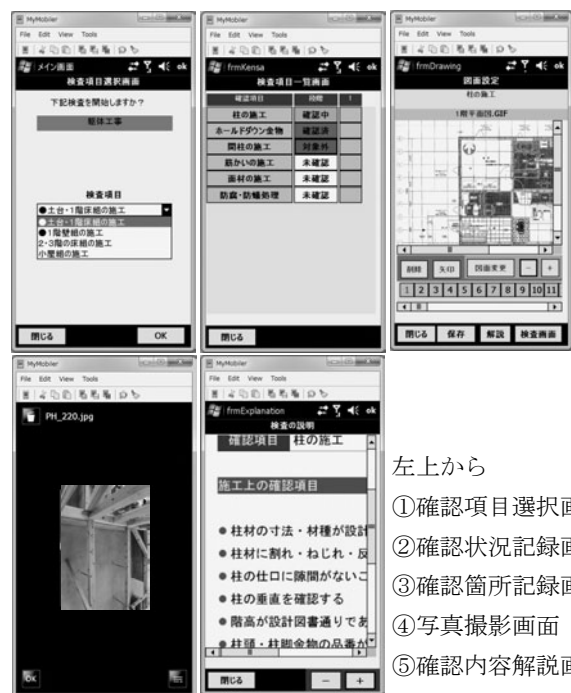 MyMobiler
File Edit View Tools
メイン画面 ok
検査項目選択画面
下記検査を開始しますか？
躯体工事
検査項目
●土台・1階床組の施工
●土台・1階床組の施工
●1階壁組の施工
2・3階の床組の施工
小屋組の施工
閉じる OK
MyMobiler
File Edit View Tools
frmKensa ok
検査項目一覧画面
確認項目 段階 1
柱の施工 確認中
ホールドダウン金物 確認済
間柱の施工 対象外
筋かいの施工 未確認
面材の施工 未確認
防腐・防蟻処理 未確認
閉じる
MyMobiler
File Edit View Tools
frmDrawing ok
図面設定
柱の施工
1階平面図.GIF
削除 矢印 図面変更 － ＋
1 2 3 4 5 6 7 8 9 10 11
閉じる 保存 解説 検査画面
MyMobiler
File Edit View Tools
PH_220.jpg
OK
MyMobiler
File Edit View Tools
frmExplanation ok
検査の説明
確認項目 柱の施工
施工上の確認項目
●柱材の寸法・材種が設計
●柱材に割れ・ねじれ・反
●柱の仕口に隙間がないこ
●柱の垂直を確認する
●階高が設計図書通りであ
●柱頭・柱脚金物の品番が
閉じる － ＋
左上から
①確認項目選択画
②確認状況記録画
③確認箇所記録画
④写真撮影画面
⑤確認内容解説画